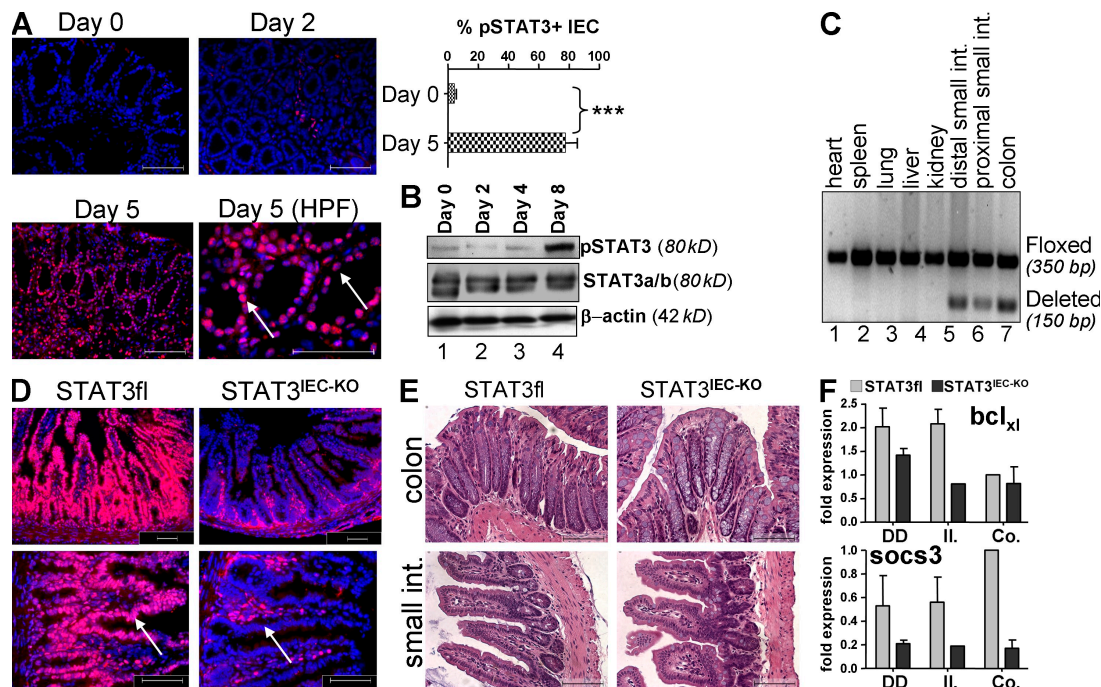 A
Day 0
Day 2
Day 5
Day 5 (HPF)
% pSTAT3+ IEC
0 20 40 60 80 100
Day 0
Day 5
***
B
Day 0
Day 2
Day 4
Day 8
pSTAT3 (80kD)
STAT3a/b(80kD)
β–actin (42 kD)
1 2 3 4
C
heart
spleen
lung
liver
kidney
distal small int.
proximal small int.
colon
Floxed
(350 bp)
Deleted
(150 bp)
1 2 3 4 5 6 7
D
STAT3fl
STAT3IEC-KO
E
STAT3fl
STAT3IEC-KO
colon
small int.
F
STAT3fl STAT3IEC-KO
bclxl
fold expression
2.5
2.0
1.5
1.0
0.5
0.0
DD Il. Co.
socs3
fold expression
1.0
0.8
0.6
0.4
0.2
0.0
DD Il. Co.